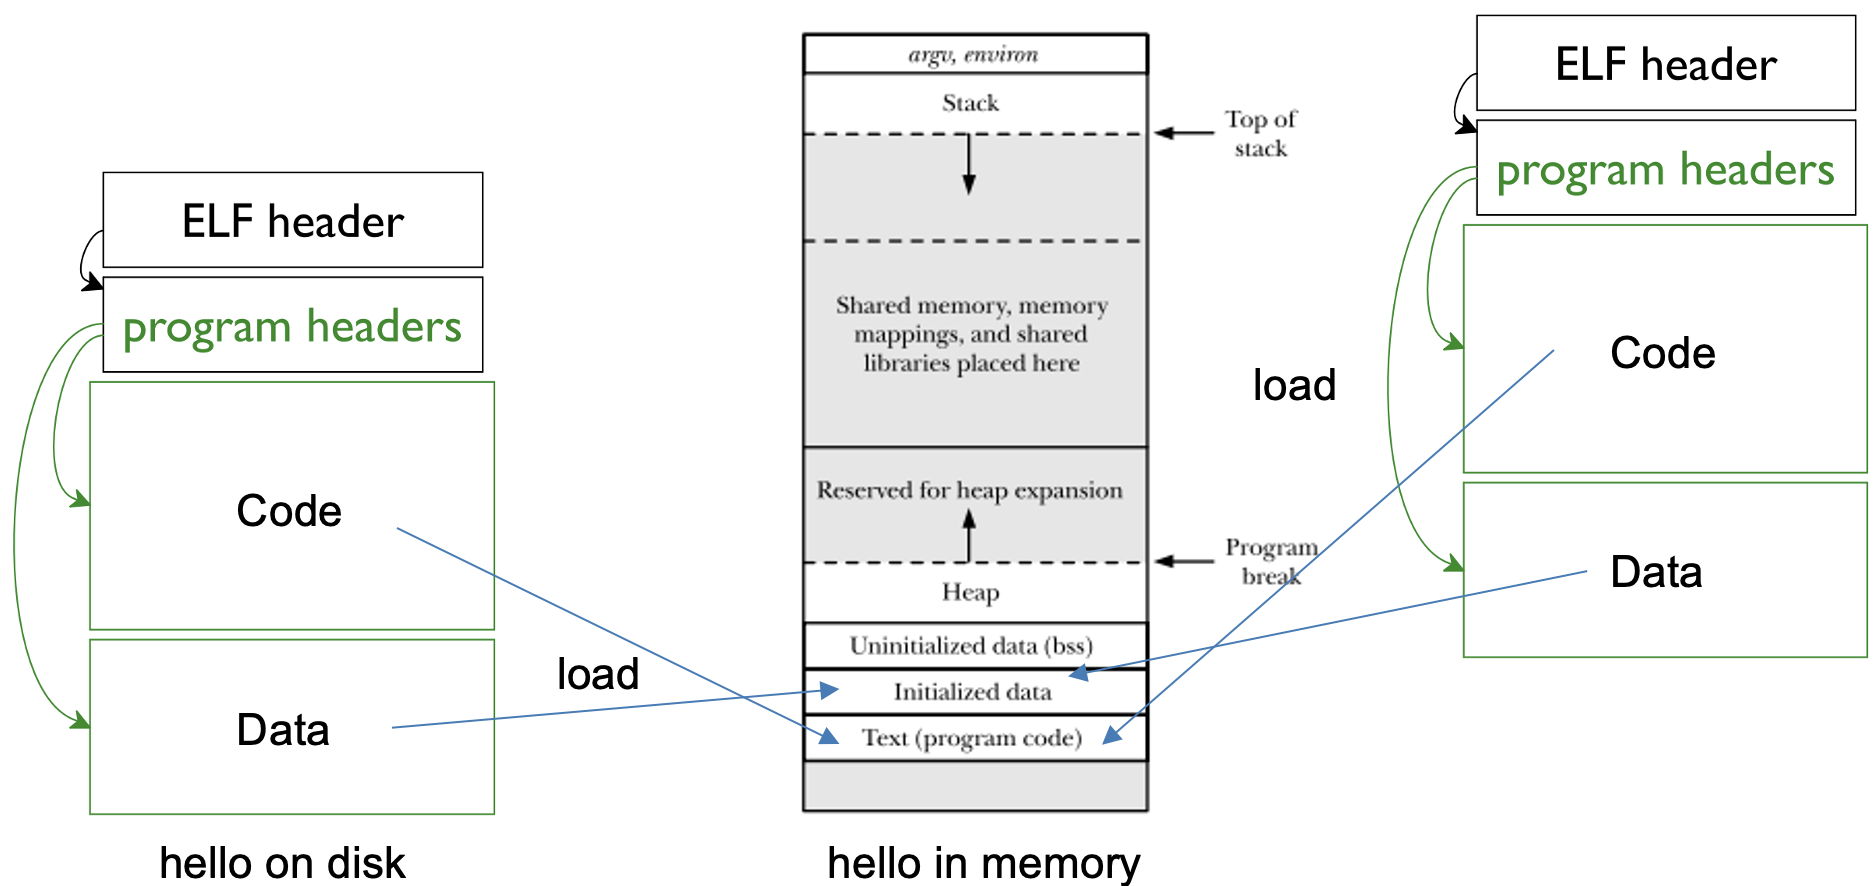 ELF header
program headers
Code
Data
hello on disk
load
argv, environ
Stack
Shared memory, memory
mappings, and shared
libraries placed here
Reserved for heap expansion
Heap
Uninitialized data (bss)
Initialized data
Text (program code)
hello in memory
Top of
stack
Program
break
load
ELF header
program headers
Code
Data